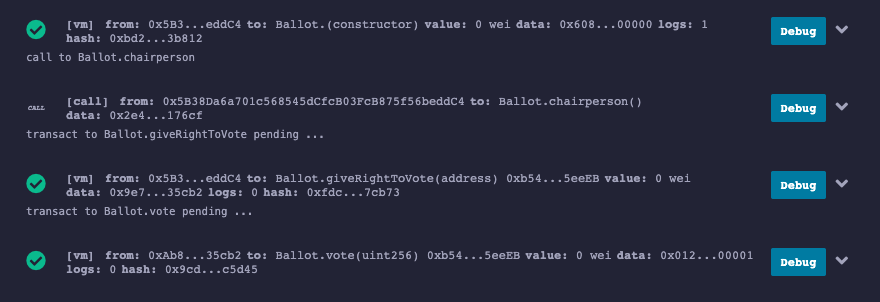 [vm] from: 0x5B3...eddC4 to: Ballot.(constructor) value: 0 wei data: 0x608...00000 logs: 1
hash: 0xbd2...3b812
Debug
call to Ballot.chairperson
CALL [call] from: 0x5B38Da6a701c568545dCfcB03FcB875f56beddC4 to: Ballot.chairperson()
data: 0x2e4...176cf
Debug
transact to Ballot.giveRightToVote pending ...
[vm] from: 0x5B3...eddC4 to: Ballot.giveRightToVote(address) 0xb54...5eeEB value: 0 wei
data: 0x9e7...35cb2 logs: 0 hash: 0xfdc...7cb73
Debug
transact to Ballot.vote pending ...
[vm] from: 0xAb8...35cb2 to: Ballot.vote(uint256) 0xb54...5eeEB value: 0 wei data: 0x012...00001
logs: 0 hash: 0x9cd...c5d45
Debug